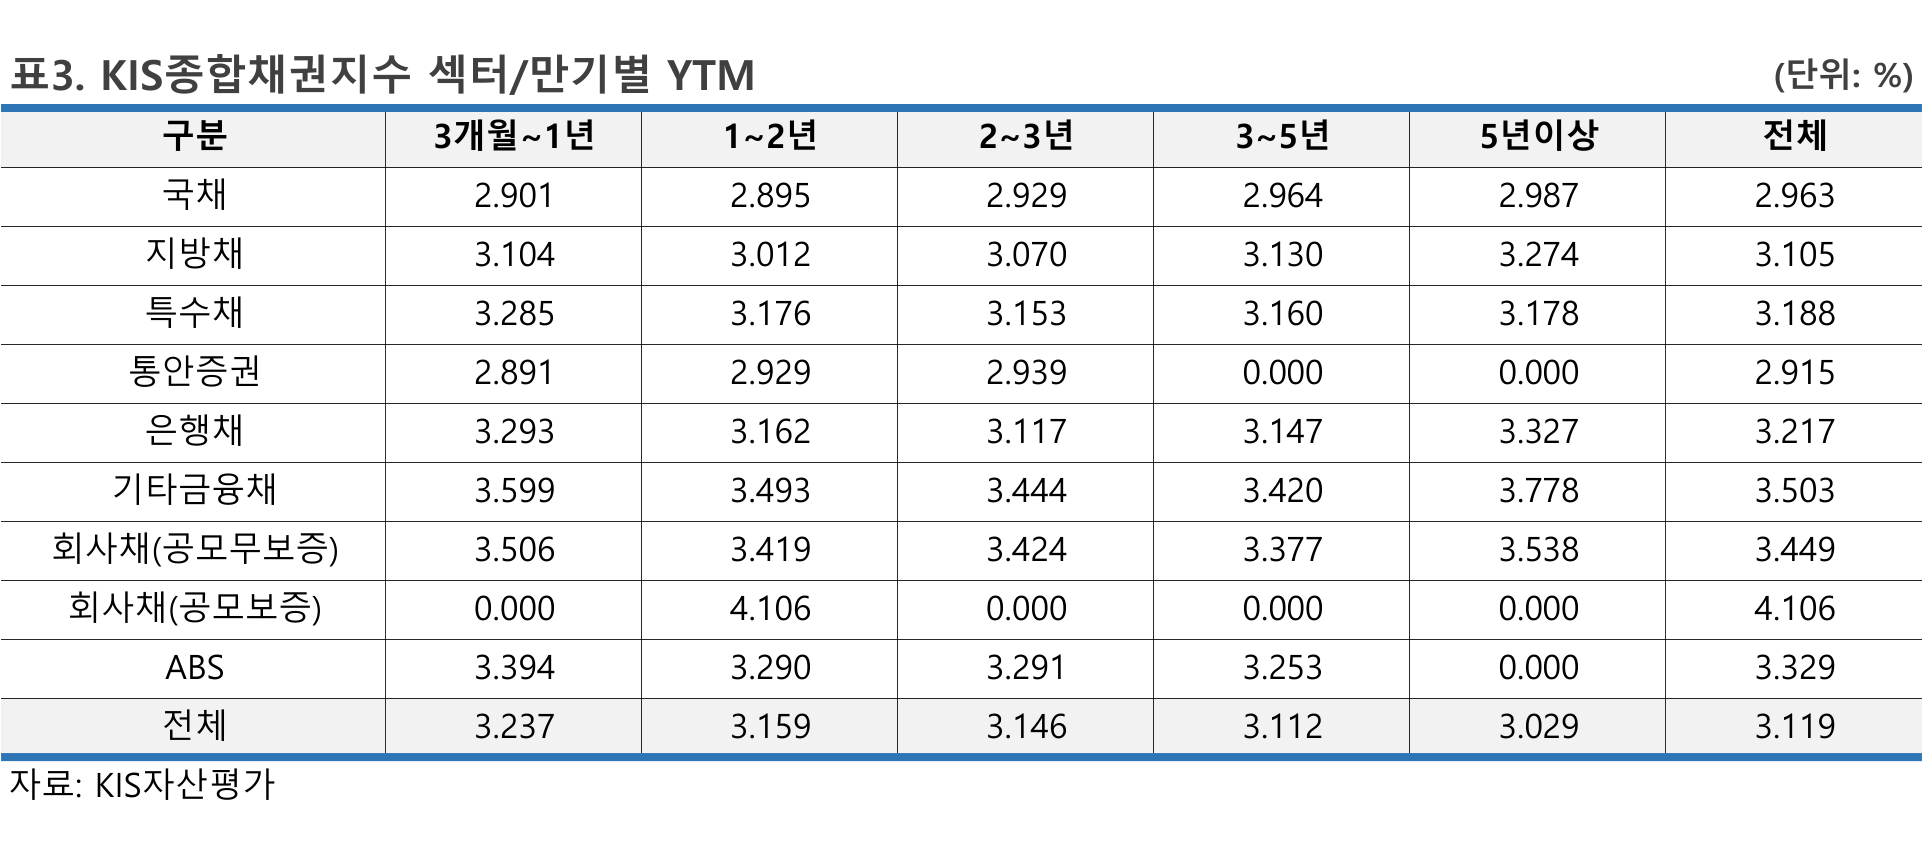 표3. KIS종합채권지수 섹터/만기별 YTM (단위: %)
구분 3개월~1년 1~2년 2~3년 3~5년 5년이상 전체
국채 2.901 2.895 2.929 2.964 2.987 2.963
지방채 3.104 3.012 3.070 3.130 3.274 3.105
특수채 3.285 3.176 3.153 3.160 3.178 3.188
통안증권 2.891 2.929 2.939 0.000 0.000 2.915
은행채 3.293 3.162 3.117 3.147 3.327 3.217
기타금융채 3.599 3.493 3.444 3.420 3.778 3.503
회사채(공모무보증) 3.506 3.419 3.424 3.377 3.538 3.449
회사채(공모보증) 0.000 4.106 0.000 0.000 0.000 4.106
ABS 3.394 3.290 3.291 3.253 0.000 3.329
전체 3.237 3.159 3.146 3.112 3.029 3.119
자료: KIS자산평가